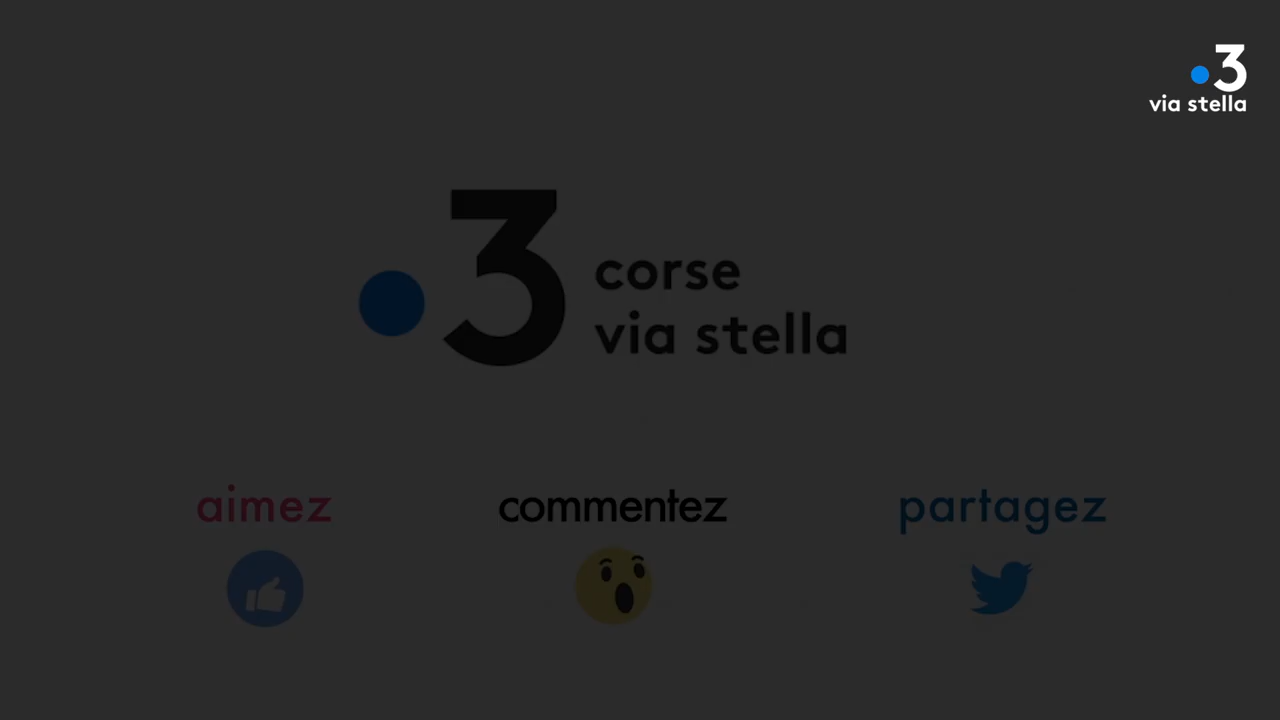 3
via stella
3
corse
via stella
aimez
commentez
partagez